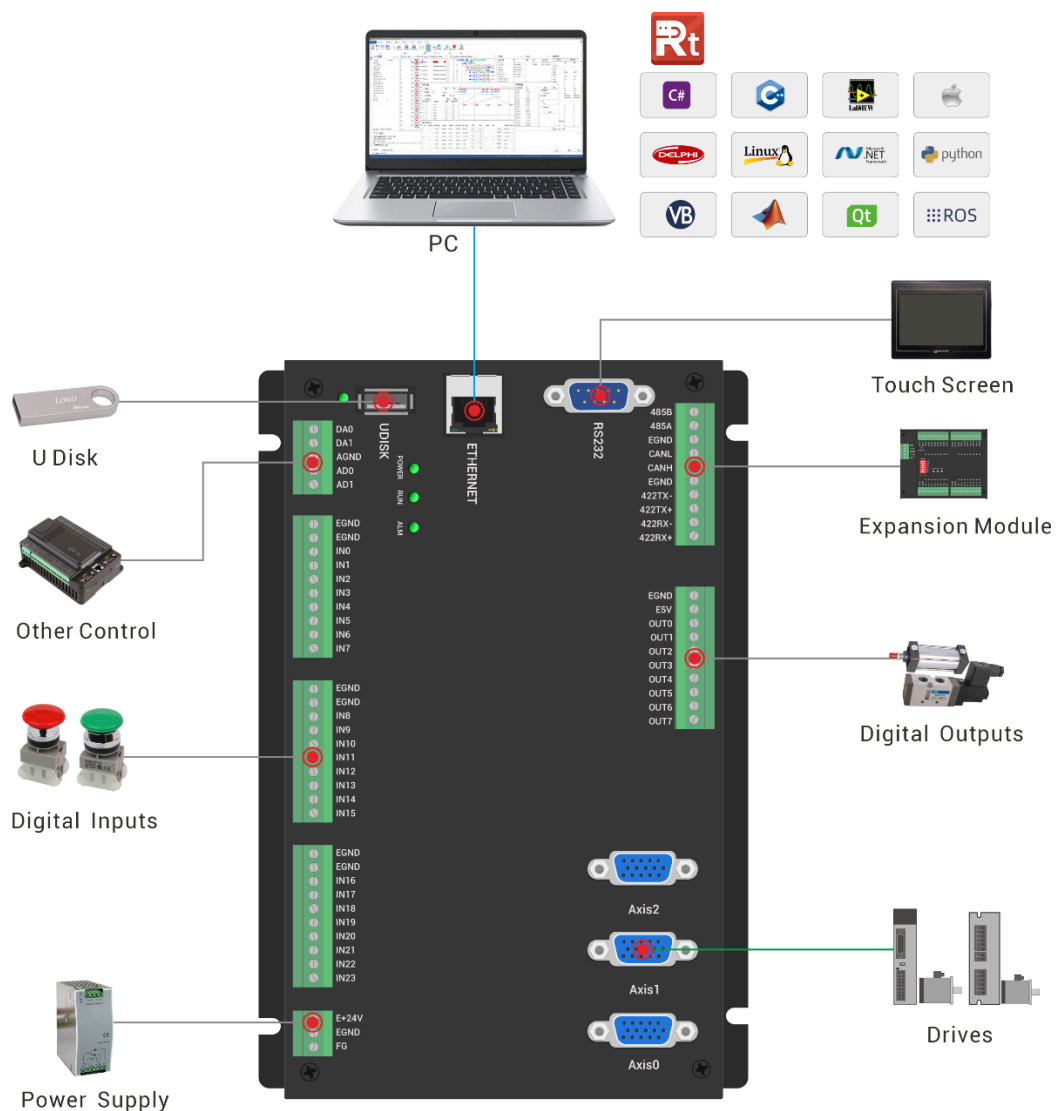 Rt
C#
C++
LabVIEW
DELPHI
Linux
Microsoft
.NET
Framework
python
VB
Qt
ROS
PC
Touch Screen
LOGO
U Disk
UDISK
ETHERNET
RS232
POWER
RUN
ALM
DA0
DA1
AGND
AD0
AD1
485B
485A
EGND
CANL
CANH
EGND
422TX-
422TX+
422RX-
422RX+
Expansion Module
Other Control
EGND
EGND
IN0
IN1
IN2
IN3
IN4
IN5
IN6
IN7
EGND
E5V
OUT0
OUT1
OUT2
OUT3
OUT4
OUT5
OUT6
OUT7
Digital Outputs
Digital Inputs
EGND
EGND
IN8
IN9
IN10
IN11
IN12
IN13
IN14
IN15
EGND
EGND
IN16
IN17
IN18
IN19
IN20
IN21
IN22
IN23
Axis2
Axis1
Axis0
Drives
E+24V
EGND
FG
Power Supply